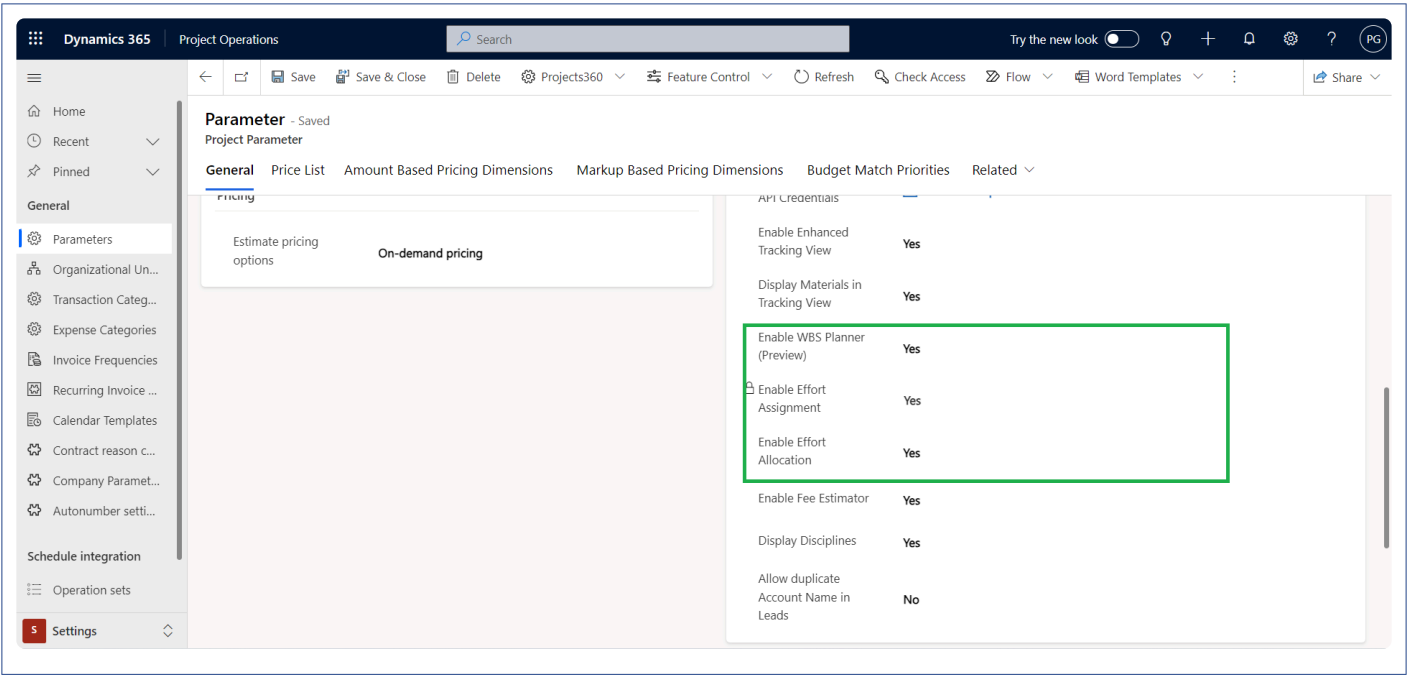 Dynamics 365
Project Operations
Search
Try the new look
PG
Save
Save & Close
Delete
Projects360
Feature Control
Refresh
Check Access
Flow
Word Templates
Share
Home
Recent
Pinned
General
Parameters
Organizational Un...
Transaction Categ...
Expense Categories
Invoice Frequencies
Recurring Invoice ...
Calendar Templates
Contract reason c...
Company Paramet...
Autonumber setti...
Schedule integration
Operation sets
S
Settings
Parameter - Saved
Project Parameter
General
Price List
Amount Based Pricing Dimensions
Markup Based Pricing Dimensions
Budget Match Priorities
Related
Pricing
Estimate pricing
options
On-demand pricing
API Credentials
Enable Enhanced
Tracking View
Yes
Display Materials in
Tracking View
Yes
Enable WBS Planner
(Preview)
Yes
Enable Effort
Assignment
Yes
Enable Effort
Allocation
Yes
Enable Fee Estimator
Yes
Display Disciplines
Yes
Allow duplicate
Account Name in
Leads
No